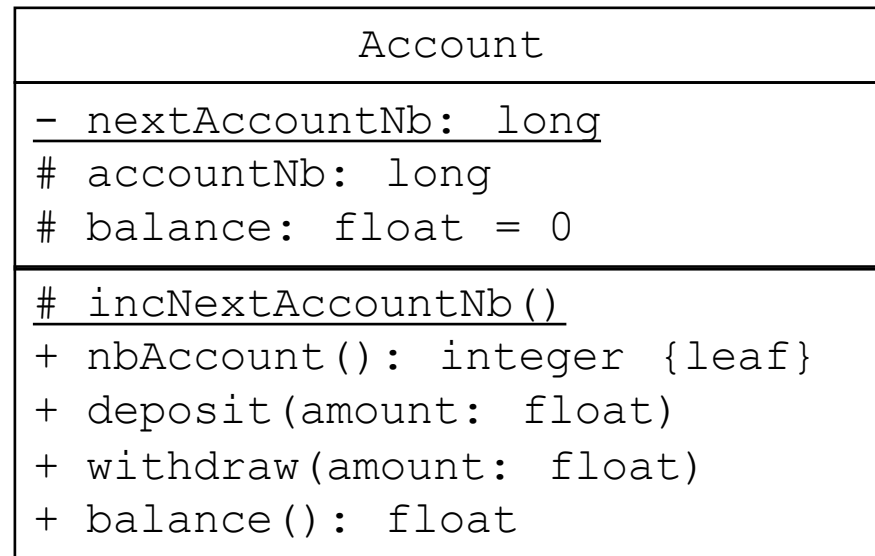 Account
- nextAccountNb: long
# accountNb: long
# balance: float = 0
# incNextAccountNb()
+ nbAccount(): integer {leaf}
+ deposit(amount: float)
+ withdraw(amount: float)
+ balance(): float